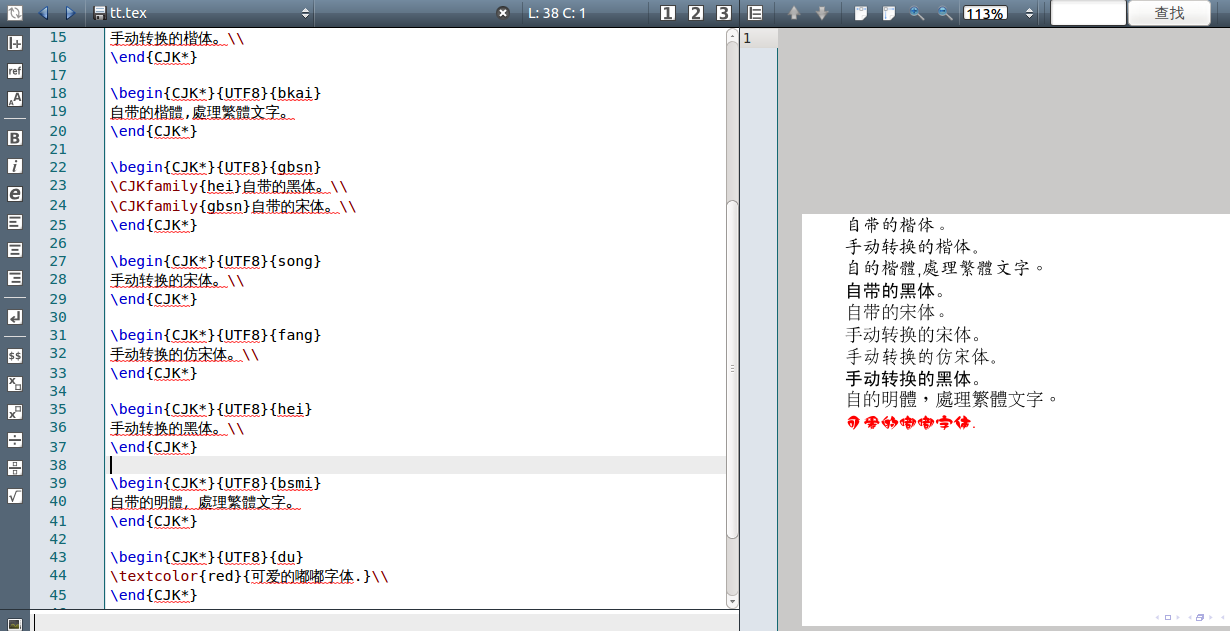 tt.tex
L: 38 C: 1
1 2 3
113%
查找
15 手动转换的楷体。\\
16 \end{CJK*}
17
18 \begin{CJK*}{UTF8}{bkai}
19 自带的楷體,處理繁體文字。
20 \end{CJK*}
21
22 \begin{CJK*}{UTF8}{gbsn}
23 \CJKfamily{hei}自带的黑体。\\
24 \CJKfamily{gbsn}自带的宋体。\\
25 \end{CJK*}
26
27 \begin{CJK*}{UTF8}{song}
28 手动转换的宋体。\\
29 \end{CJK*}
30
31 \begin{CJK*}{UTF8}{fang}
32 手动转换的仿宋体。\\
33 \end{CJK*}
34
35 \begin{CJK*}{UTF8}{hei}
36 手动转换的黑体。\\
37 \end{CJK*}
38
39 \begin{CJK*}{UTF8}{bsmi}
40 自带的明體，處理繁體文字。
41 \end{CJK*}
42
43 \begin{CJK*}{UTF8}{du}
44 \textcolor{red}{可爱的嘟嘟字体.}\\
45 \end{CJK*}
ref
B
i
e
$$
1
自带的楷体。
手动转换的楷体。
自的楷體,處理繁體文字。
自带的黑体。
自带的宋体。
手动转换的宋体。
手动转换的仿宋体。
手动转换的黑体。
自的明體，處理繁體文字。
可爱的嘟嘟字体.